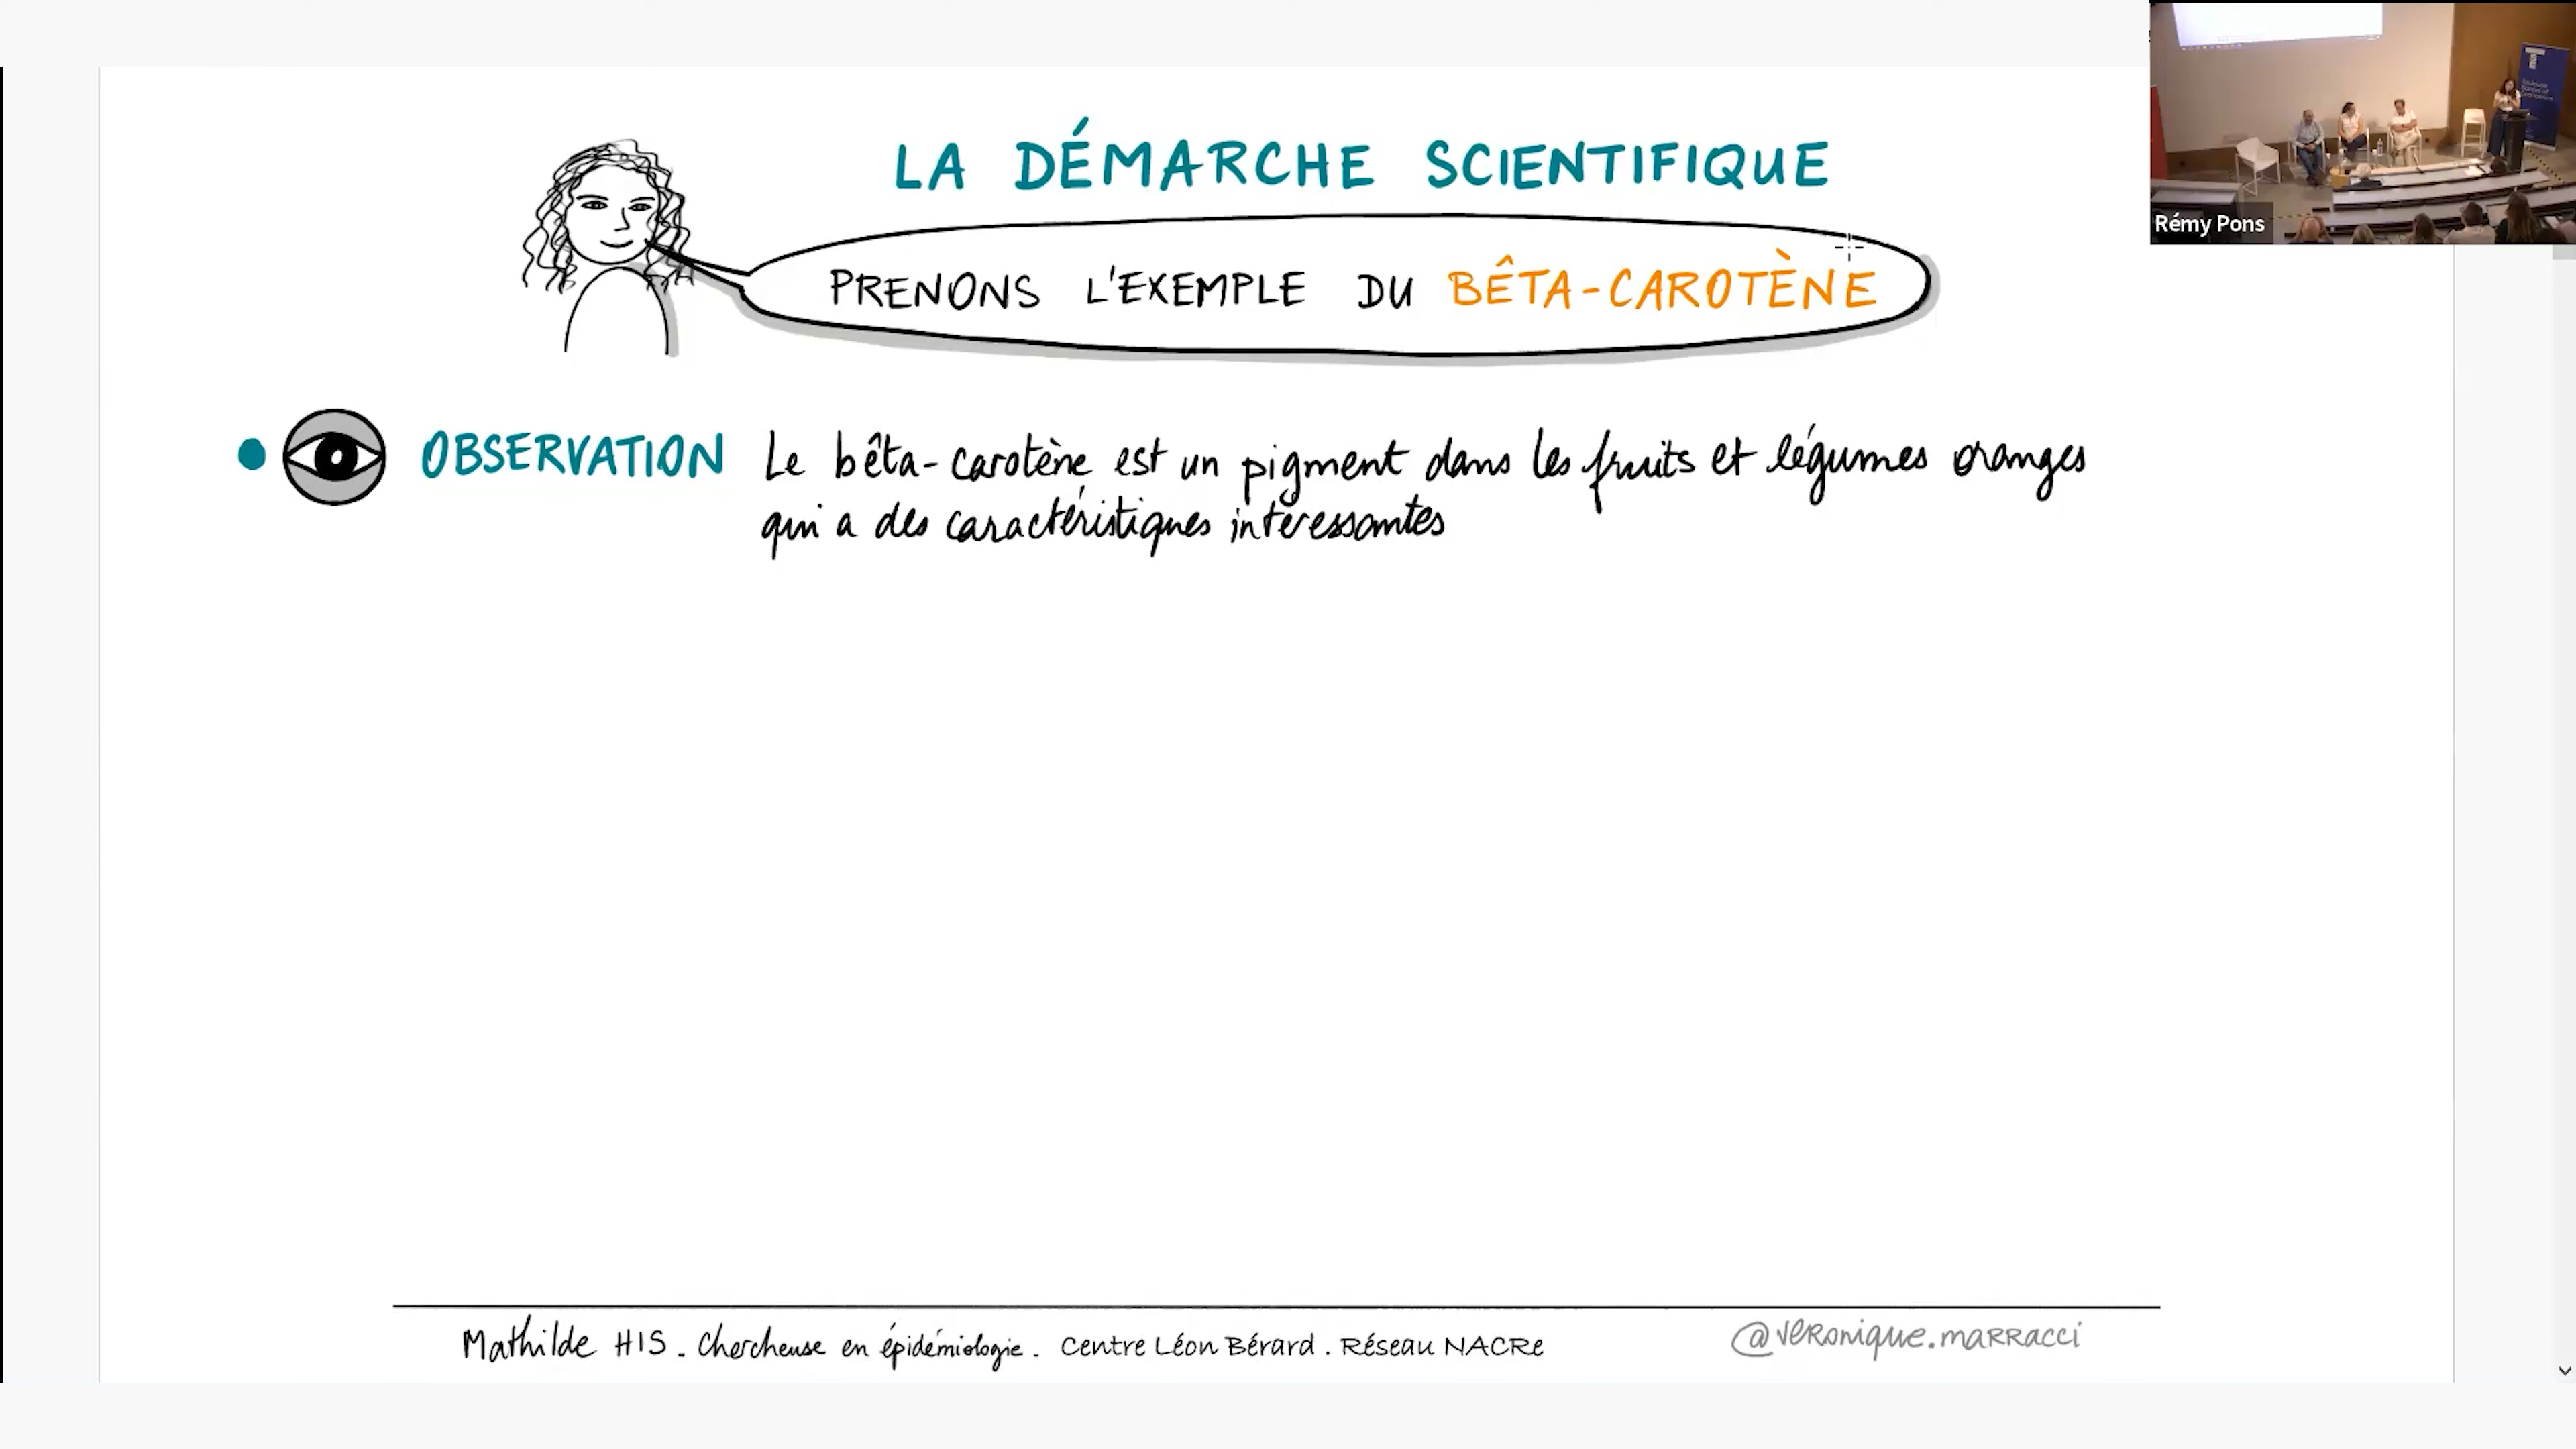 LA DÉMARCHE SCIENTIFIQUE
PRENONS L'EXEMPLE DU BÊTA-CAROTÈNE
OBSERVATION Le bêta-carotène est un pigment dans les fruits et légumes oranges
qui a des caractéristiques intéressantes
Rémy Pons
Mathilde HIS. Chercheuse en épidémiologie. Centre Léon Bérard. Réseau NACRe
@veronique.marracci